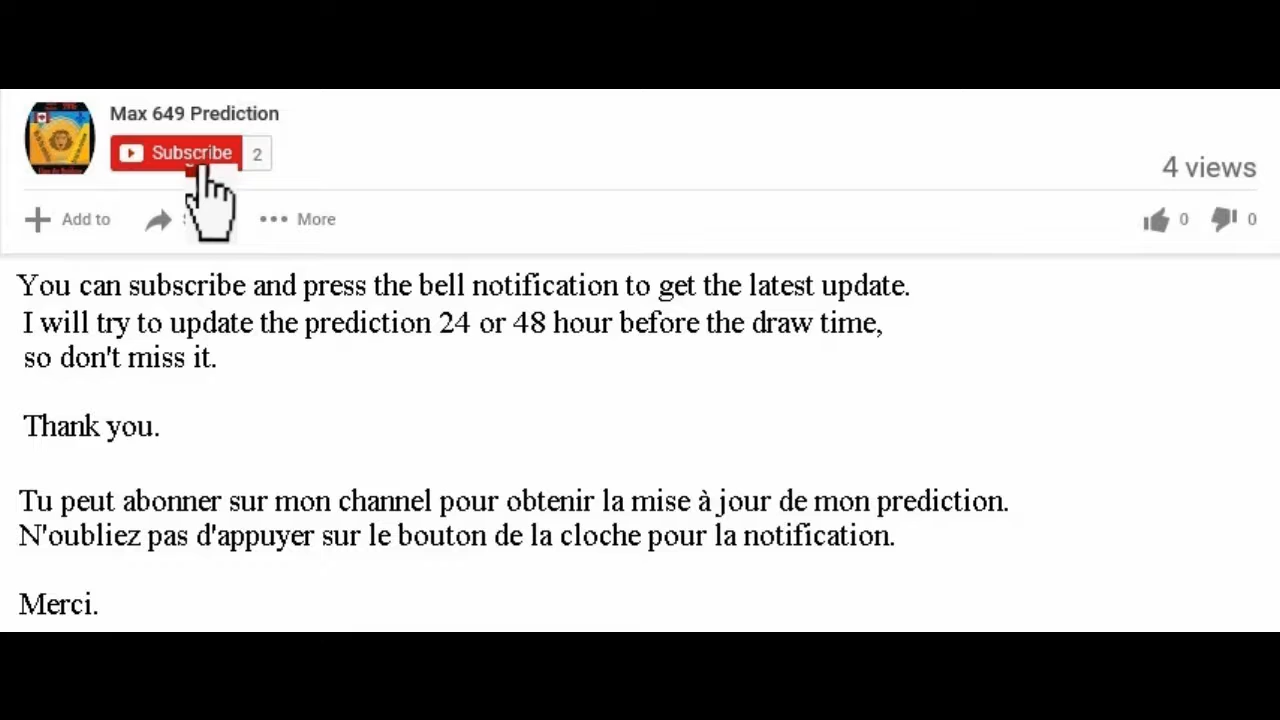 Max 649 Prediction
Subscribe 2
4 views
Add to More 0 0
You can subscribe and press the bell notification to get the latest update.
I will try to update the prediction 24 or 48 hour before the draw time,
so don't miss it.
Thank you.
Tu peut abonner sur mon channel pour obtenir la mise à jour de mon prediction.
N'oubliez pas d'appuyer sur le bouton de la cloche pour la notification.
Merci.